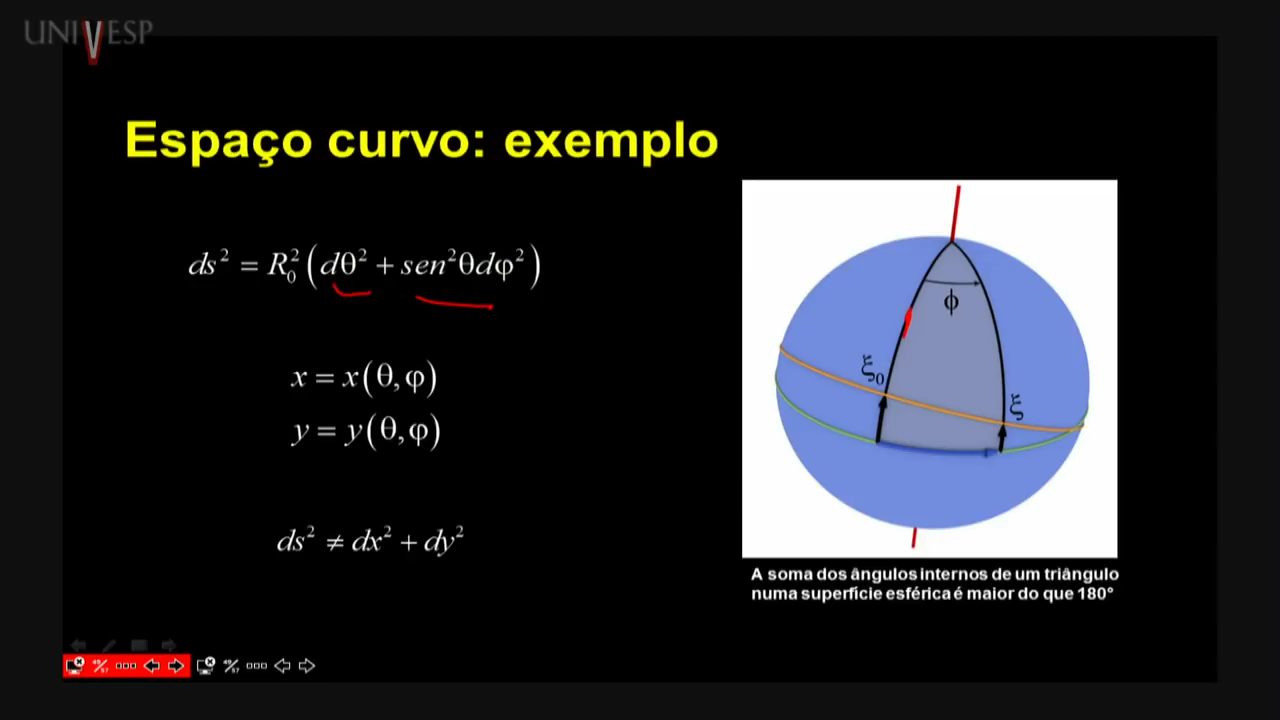 UNIVESP
Espaço curvo: exemplo
ds² = R₀²(dθ² + sen²θdφ²)
x = x(θ, φ)
y = y(θ, φ)
ds² ≠ dx² + dy²
ϕ
ξ₀
ξ
A soma dos ângulos internos de um triângulo
numa superfície esférica é maior do que 180°